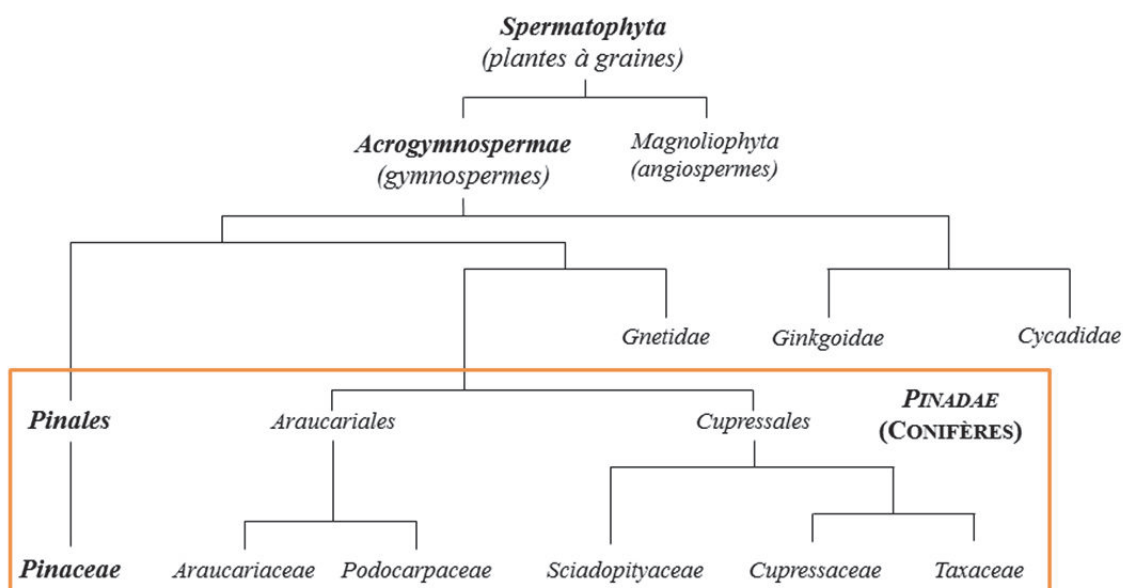 Spermatophyta
(plantes à graines)
Acrogymnospermae
(gymnospermes)
Magnoliophyta
(angiospermes)
Gnetidae
Ginkgoidae
Cycadidae
Pinales
Araucariales
Cupressales
PINADAE
(CONIFÈRES)
Pinaceae
Araucariaceae
Podocarpaceae
Sciadopityaceae
Cupressaceae
Taxaceae